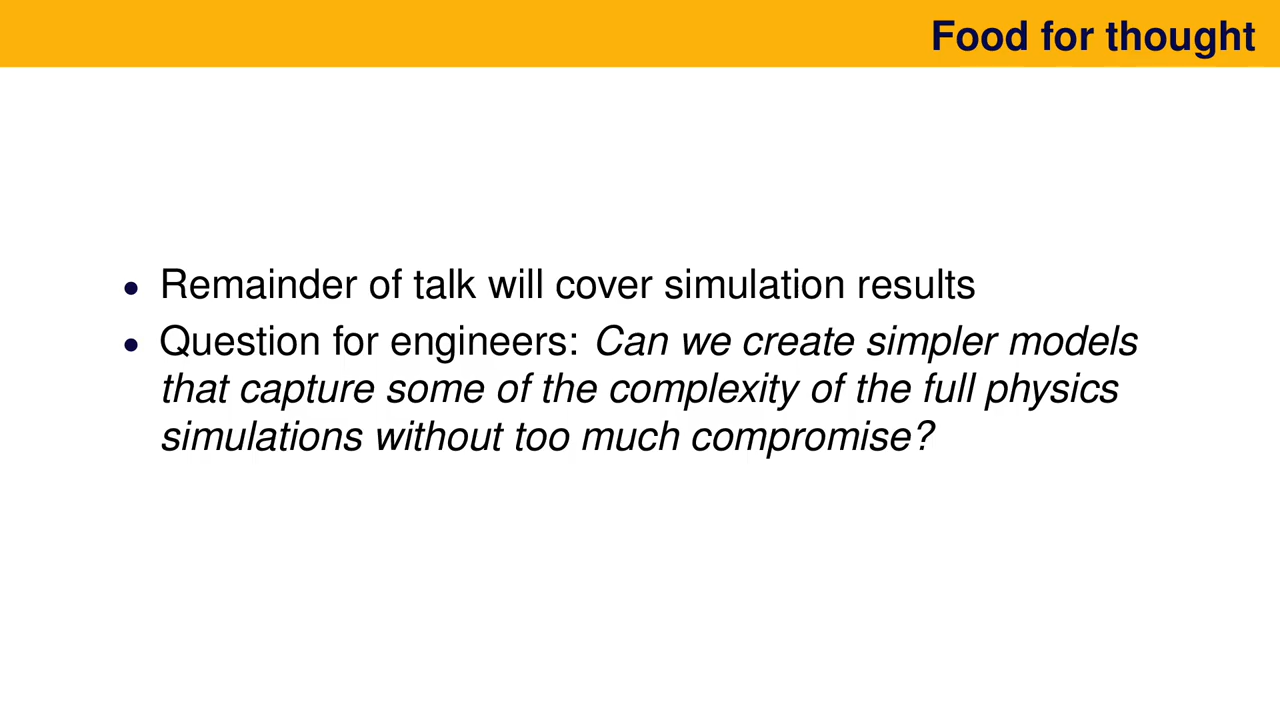 Food for thought
• Remainder of talk will cover simulation results
• Question for engineers: Can we create simpler models
that capture some of the complexity of the full physics
simulations without too much compromise?